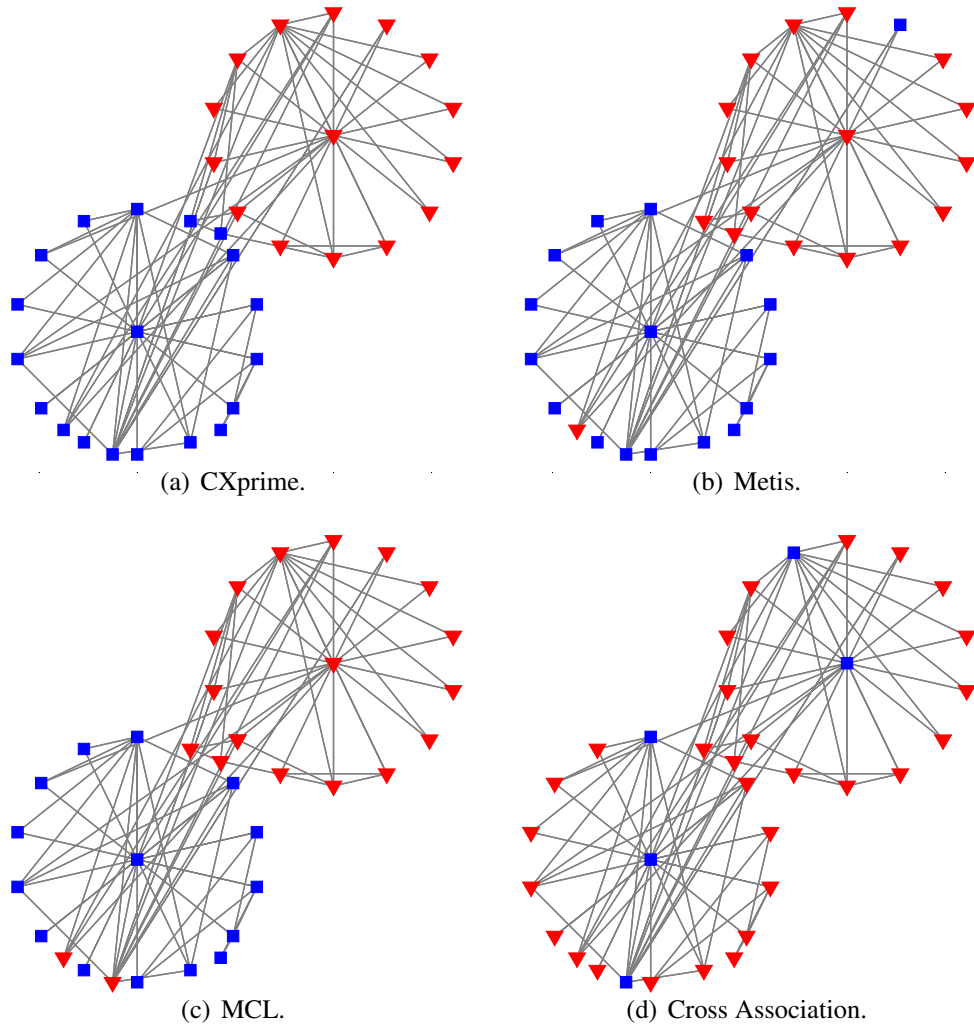 (a) CXprime.
(b) Metis.
(c) MCL.
(d) Cross Association.